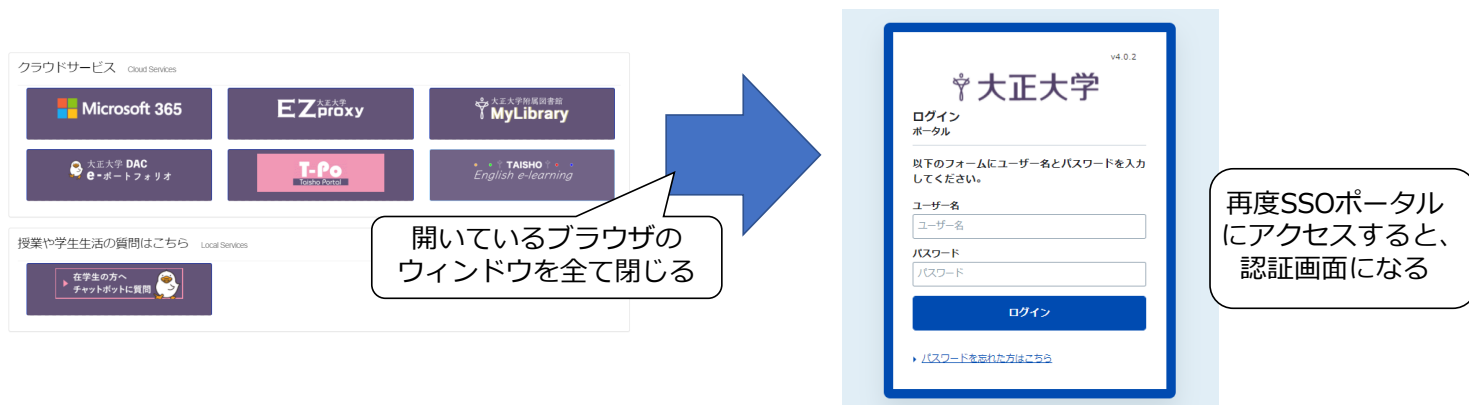 クラウドサービス Cloud Services
Microsoft 365
大正大学
EZproxy
大正大学附属図書館
MyLibrary
大正大学 DAC
e-ポートフォリオ
T-Po
Taisho Portal
TAISHO
English e-learning
授業や学生生活の質問はこちら Local Services
在学生の方へ
チャットボットに質問
開いているブラウザの
ウィンドウを全て閉じる
v4.0.2
大正大学
ログイン
ポータル
以下のフォームにユーザー名とパスワードを入力
してください。
ユーザー名
ユーザー名
パスワード
パスワード
ログイン
パスワードを忘れた方はこちら
再度SSOポータル
にアクセスすると、
認証画面になる